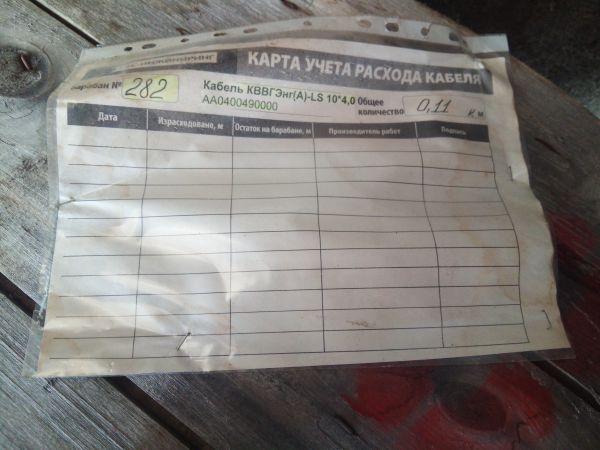 КАРТА УЧЕТА РАСХОДА КАБЕЛЯ
Барабан № 282 Кабель КВВГЭнг(А)-LS 10*4,0 Общее количество 0,11 к м
АА0400490000
Дата Израсходовано, м Остаток на барабане, м Производитель работ Подпись